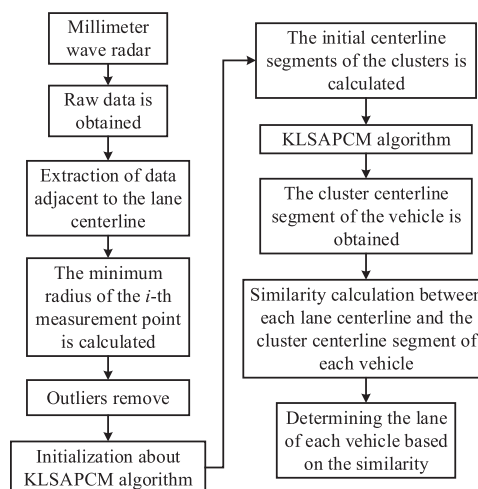 Millimeter
wave radar
Raw data is
obtained
Extraction of data
adjacent to the lane
centerline
The minimum
radius of the i-th
measurement point
is calculated
Outliers remove
Initialization about
KLSAPCM algorithm
The initial centerline
segments of the clusters is
calculated
KLSAPCM algorithm
The cluster centerline
segment of the vehicle is
obtained
Similarity calculation between
each lane centerline and the
cluster centerline segment of
each vehicle
Determining the lane
of each vehicle based
on the similarity